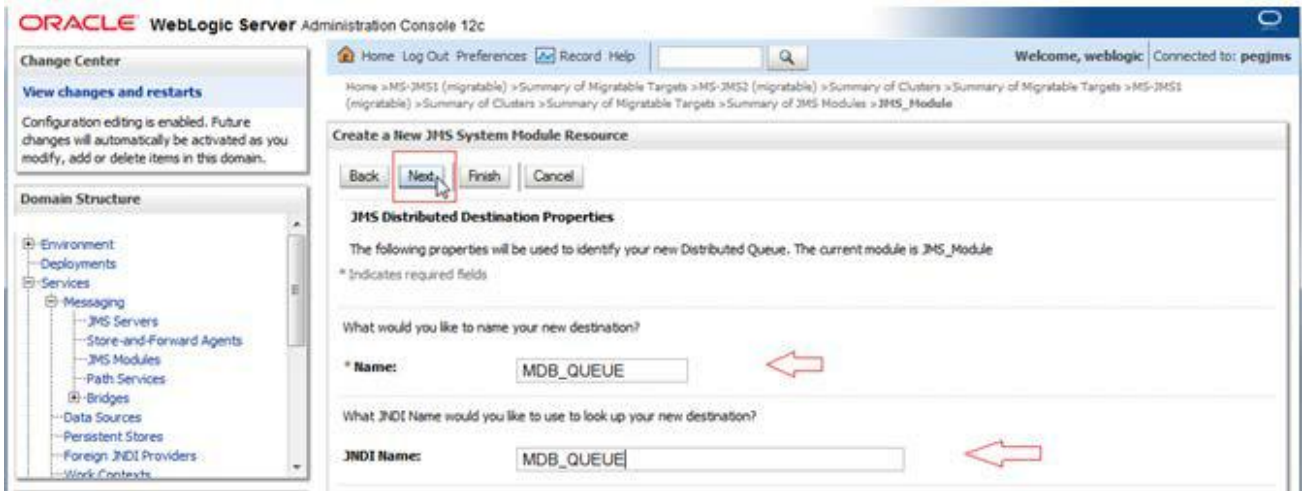 ORACLE WebLogic Server Administration Console 12c
Change Center
View changes and restarts
Configuration editing is enabled. Future
changes will automatically be activated as you
modify, add or delete items in this domain.
Domain Structure
Environment
Deployments
Services
Messaging
JMS Servers
Store-and-Forward Agents
JMS Modules
Path Services
Bridges
Data Sources
Persistent Stores
Foreign JNDI Providers
Work Contexts
Home Log Out Preferences Record Help
Welcome, weblogic Connected to: pegjms
Home >MS-JMS1 (migratable) >Summary of Migratable Targets >MS-JMS2 (migratable) >Summary of Clusters >Summary of Migratable Targets >MS-JMS1
(migratable) >Summary of Clusters >Summary of Migratable Targets >Summary of JMS Modules >JMS_Module
Create a New JMS System Module Resource
Back Next Finish Cancel
JMS Distributed Destination Properties
The following properties will be used to identify your new Distributed Queue. The current module is JMS_Module
* Indicates required fields
What would you like to name your new destination?
* Name: MDB_QUEUE
What JNDI Name would you like to use to look up your new destination?
JNDI Name: MDB_QUEUE